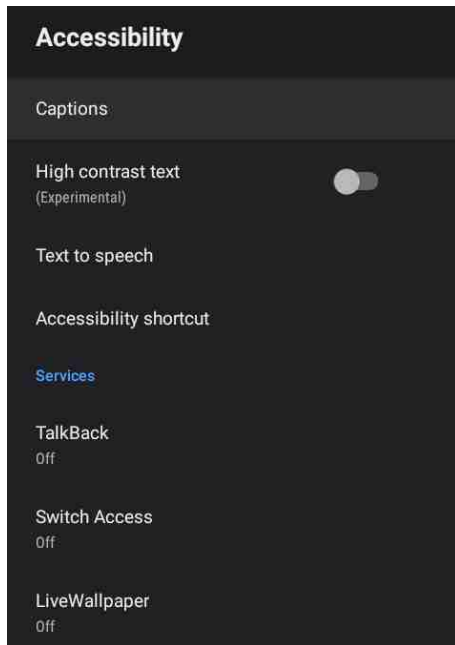 Accessibility
Captions
High contrast text
(Experimental)
Text to speech
Accessibility shortcut
Services
TalkBack
Off
Switch Access
Off
LiveWallpaper
Off